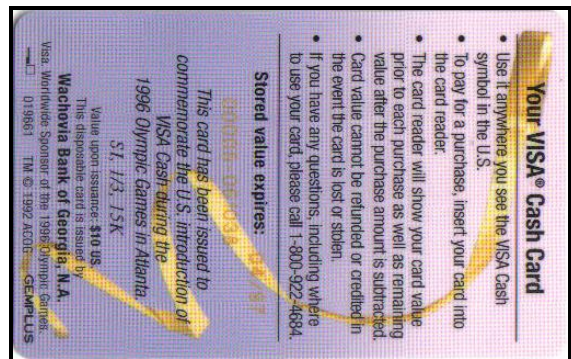 Your VISA® Cash Card
• Use it anywhere you see the VISA Cash
symbol in the U.S.
• To pay for a purchase, insert your card into
the card reader.
• The card reader will show your card value
prior to each purchase as well as remaining
value after the purchase amount is subtracted.
• Card value cannot be refunded or credited in
the event the card is lost or stolen.
• If you have any questions, including where
to use your card, please call 1-800-922-4684.
Stored value expires:
This card has been issued to
commemorate the U.S. introduction of
VISA Cash during the
1996 Olympic Games in Atlanta
ST, 1/3, 15K
Value upon issuance: $10 US
This disposable card is issued by
Wachovia Bank of Georgia, N.A.
Visa. Worldwide Sponsor of the 1996 Olympic Games.
019661 TM © 1992 ACOG GEMPLUS